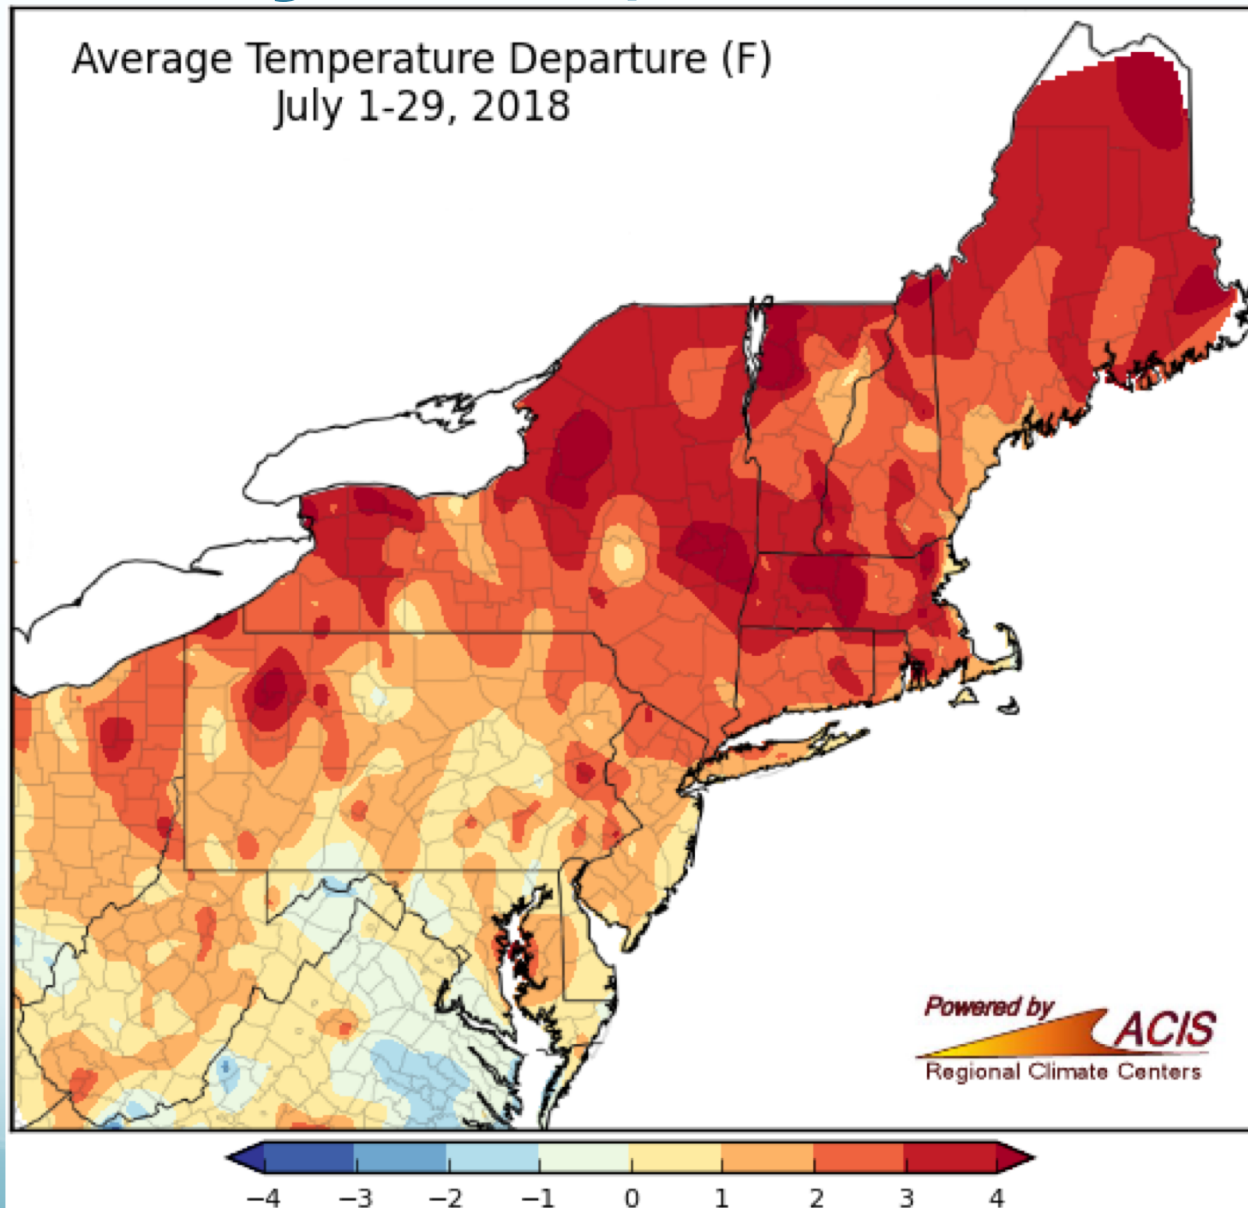 Average Temperature Departure (F)
July 1-29, 2018
Powered by
ACIS
Regional Climate Centers
−4 −3 −2 −1 0 1 2 3 4